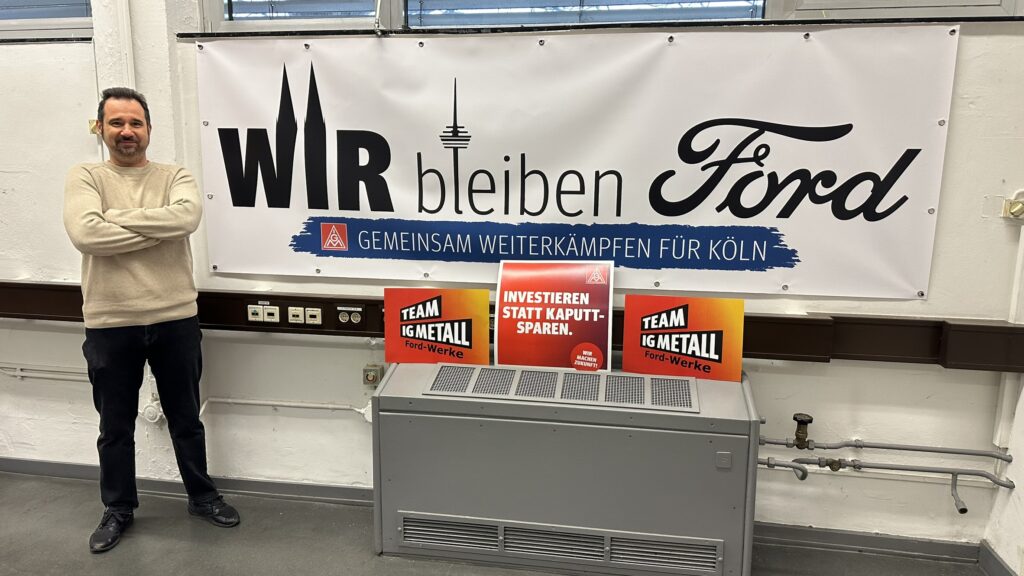 WIR bleiben Ford
GEMEINSAM WEITERKÄMPFEN FÜR KÖLN
TEAM
IG METALL
Ford-Werke
INVESTIEREN
STATT KAPUTT-
SPAREN.
WIR
MACHEN
ZUKUNFT!
TEAM
IG METALL
Ford-Werke